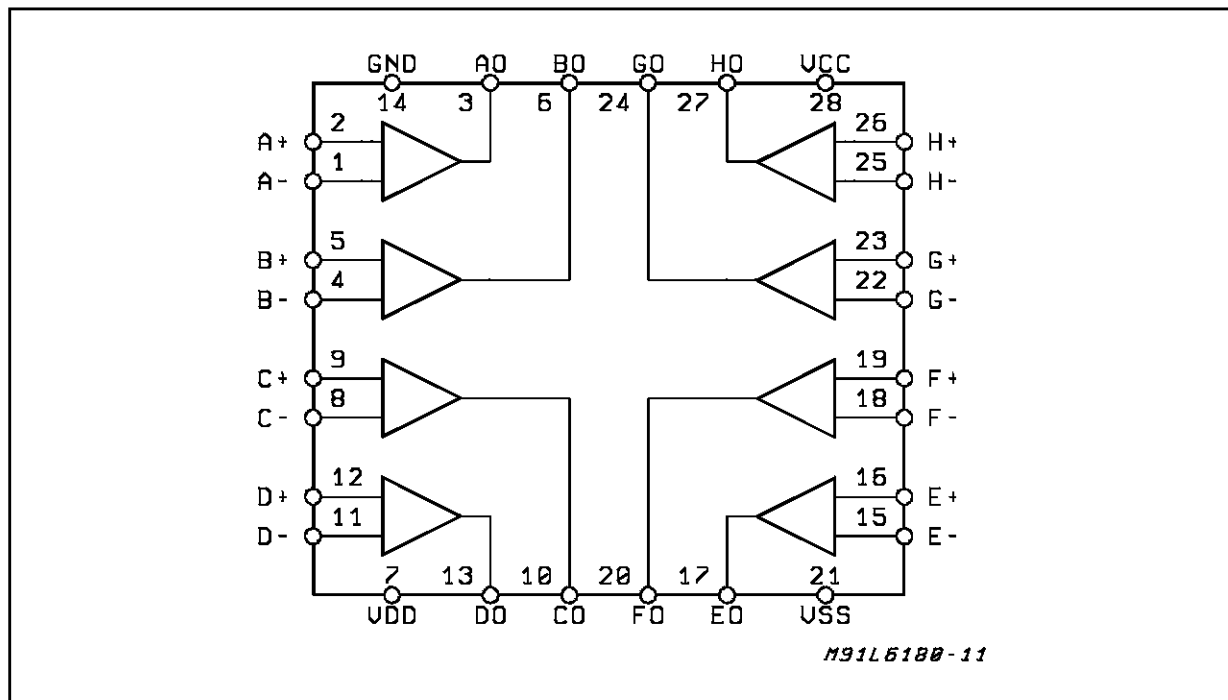 GND AO BO GO HO VCC
14 3 6 24 27 28
A+ 2 26 H+
A- 1 25 H-
B+ 5 23 G+
B- 4 22 G-
C+ 9 19 F+
C- 8 18 F-
D+ 12 16 E+
D- 11 15 E-
7 13 10 20 17 21
VDD DO CO FO EO VSS
M91L6180-11